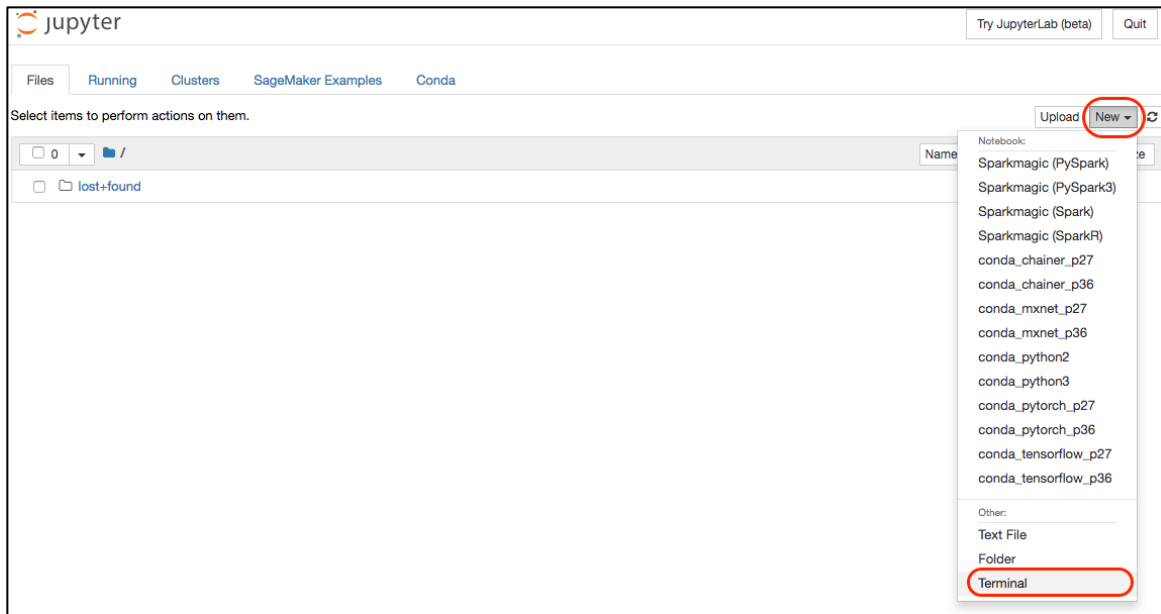 jupyter
Try JupyterLab (beta) Quit
Files Running Clusters SageMaker Examples Conda
Select items to perform actions on them.
Upload New
0 /
Name
Notebook:
lost+found
Sparkmagic (PySpark)
Sparkmagic (PySpark3)
Sparkmagic (Spark)
Sparkmagic (SparkR)
conda_chainer_p27
conda_chainer_p36
conda_mxnet_p27
conda_mxnet_p36
conda_python2
conda_python3
conda_pytorch_p27
conda_pytorch_p36
conda_tensorflow_p27
conda_tensorflow_p36
Other:
Text File
Folder
Terminal